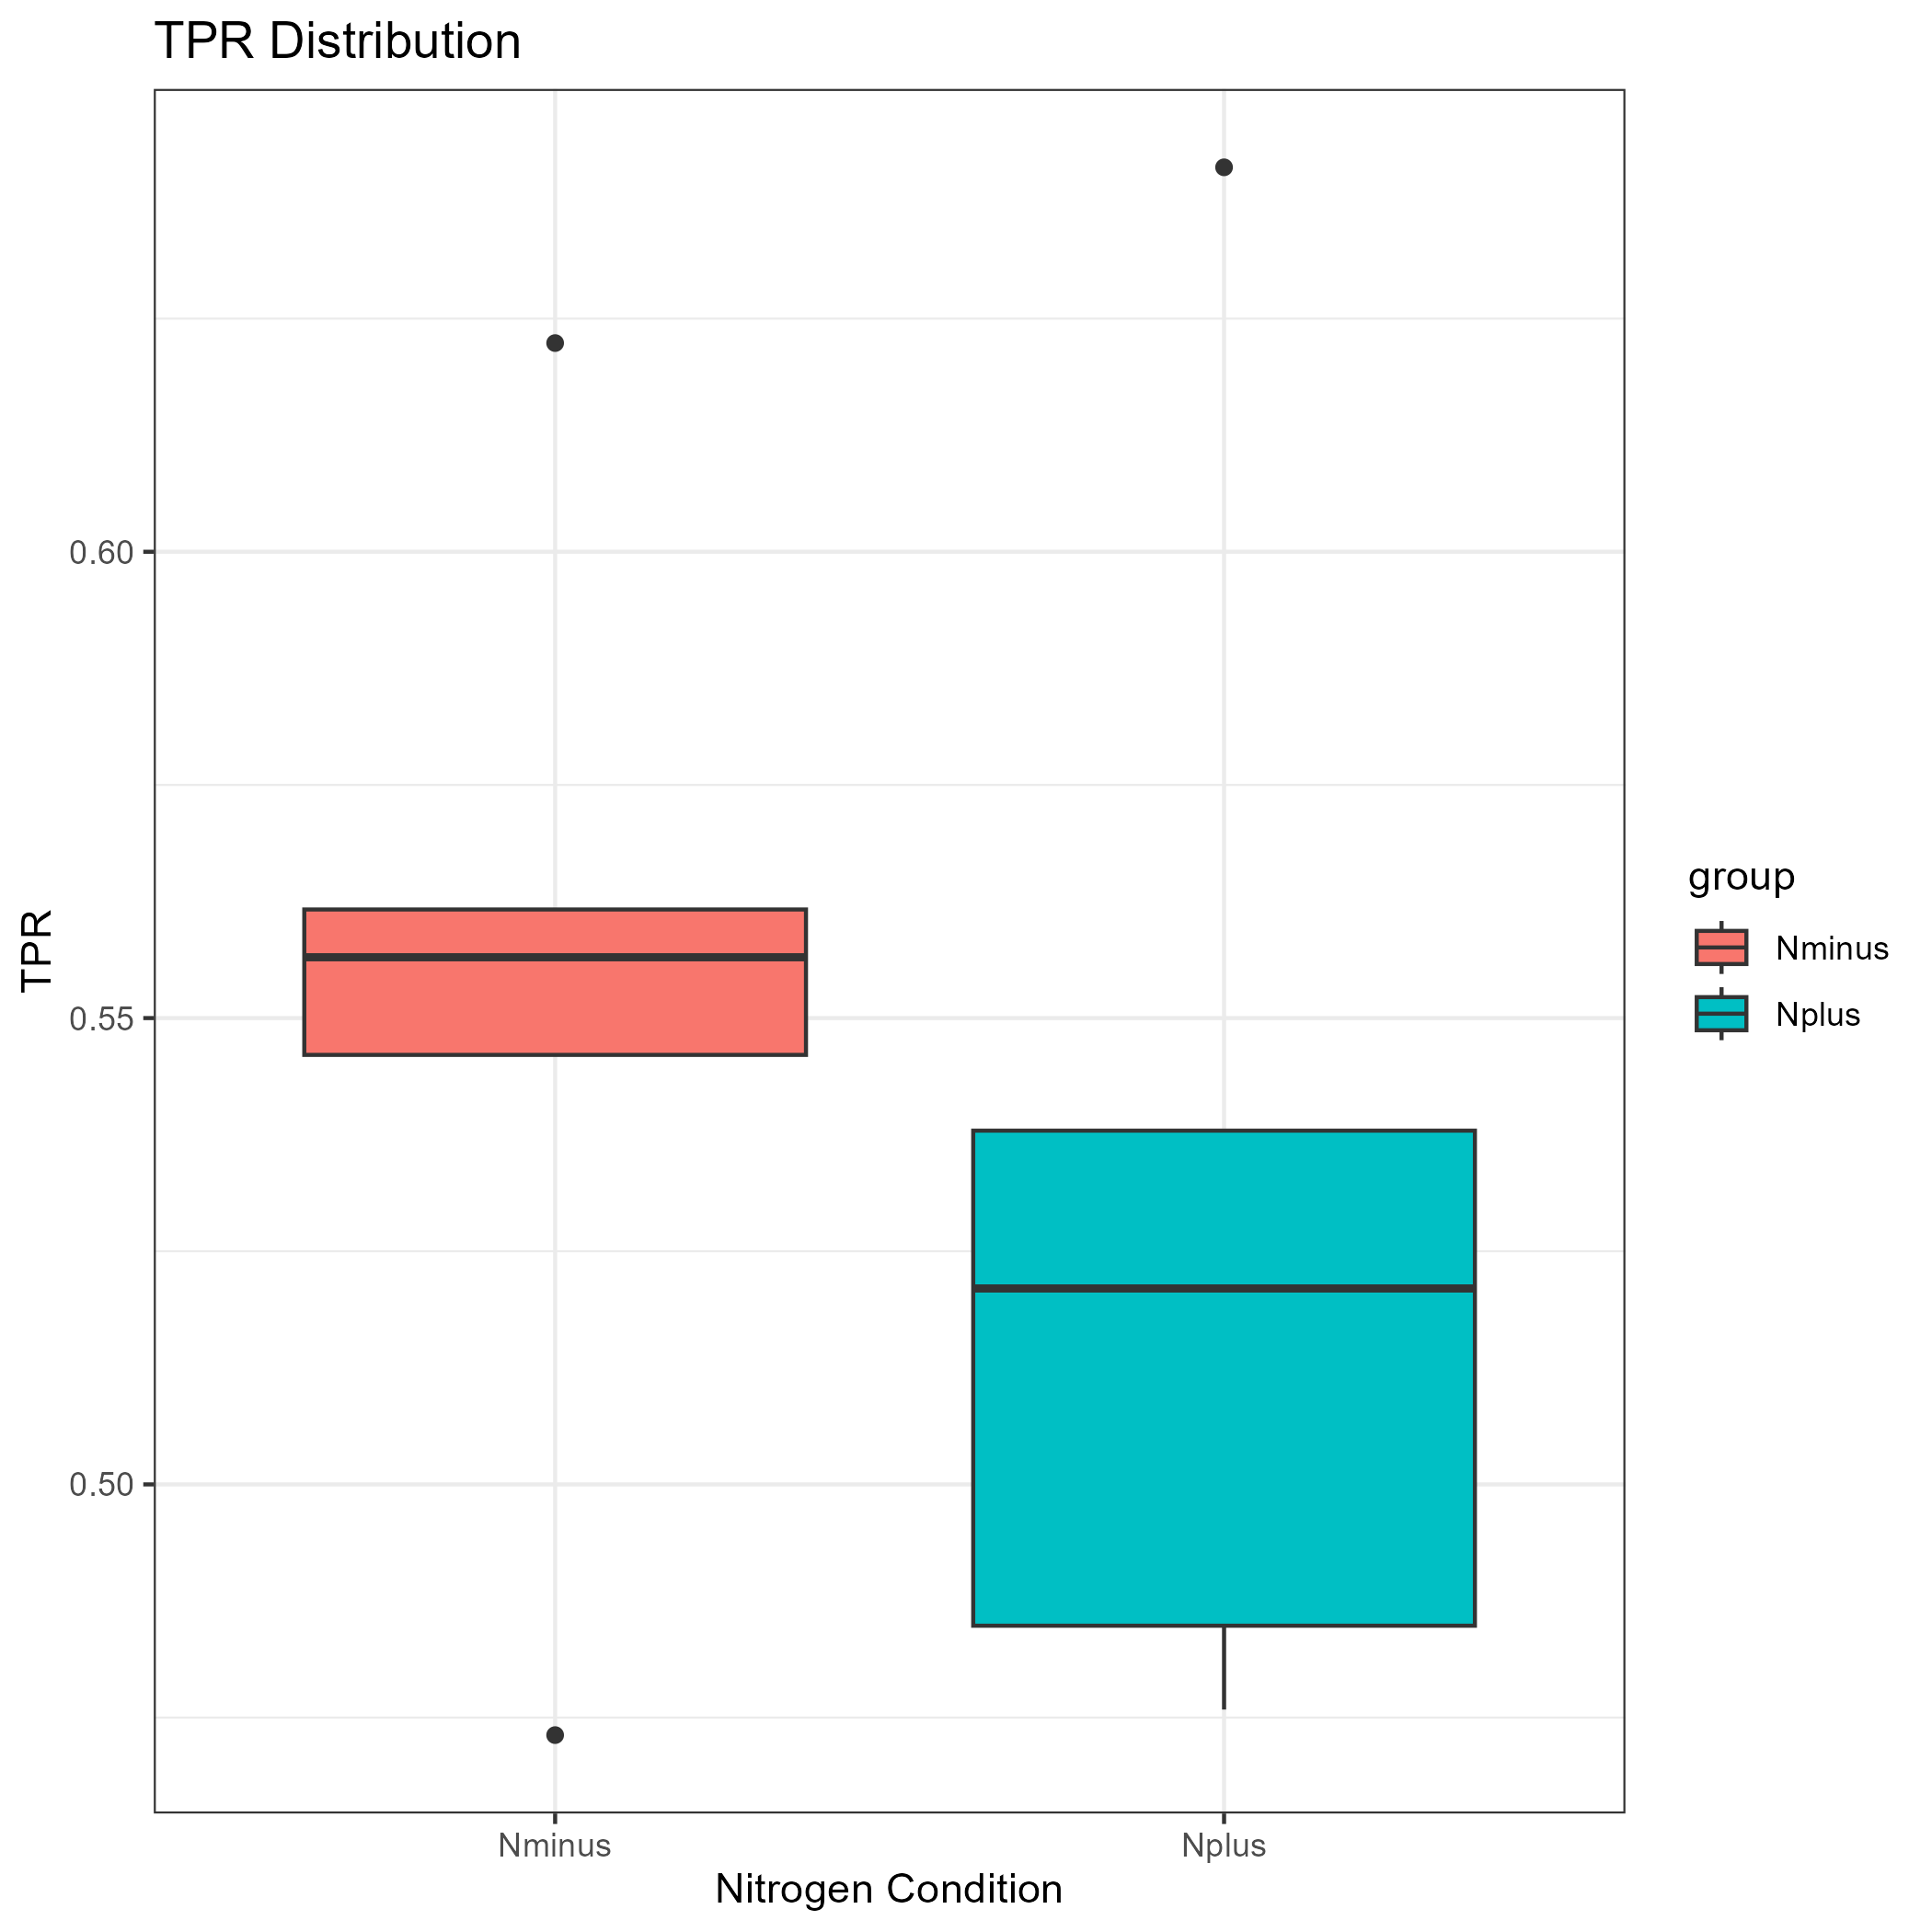 TPR Distribution
TPR
0.60
0.55
0.50
Nminus
Nplus
Nitrogen Condition
group
Nminus
Nplus